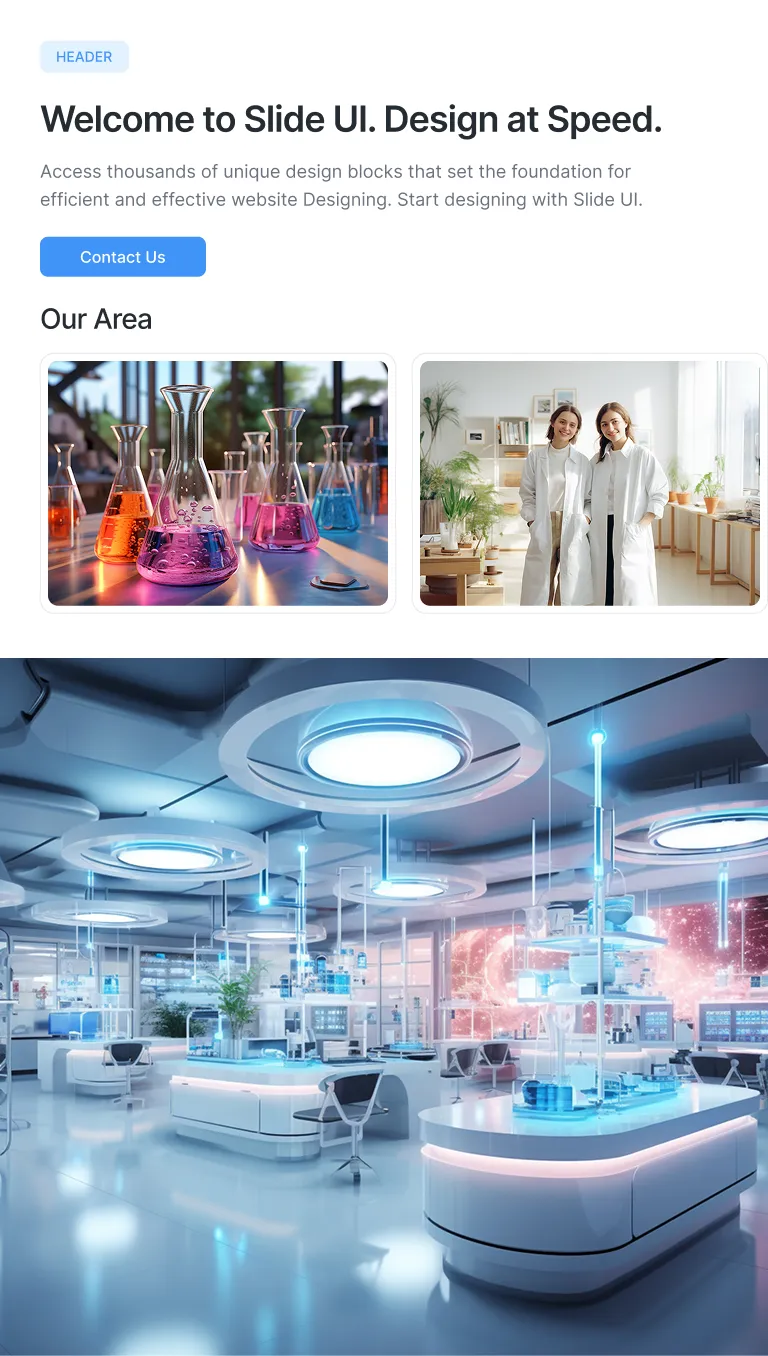 HEADER
Welcome to Slide UI. Design at Speed.
Access thousands of unique design blocks that set the foundation for
efficient and effective website Designing. Start designing with Slide UI.
Contact Us
Our Area